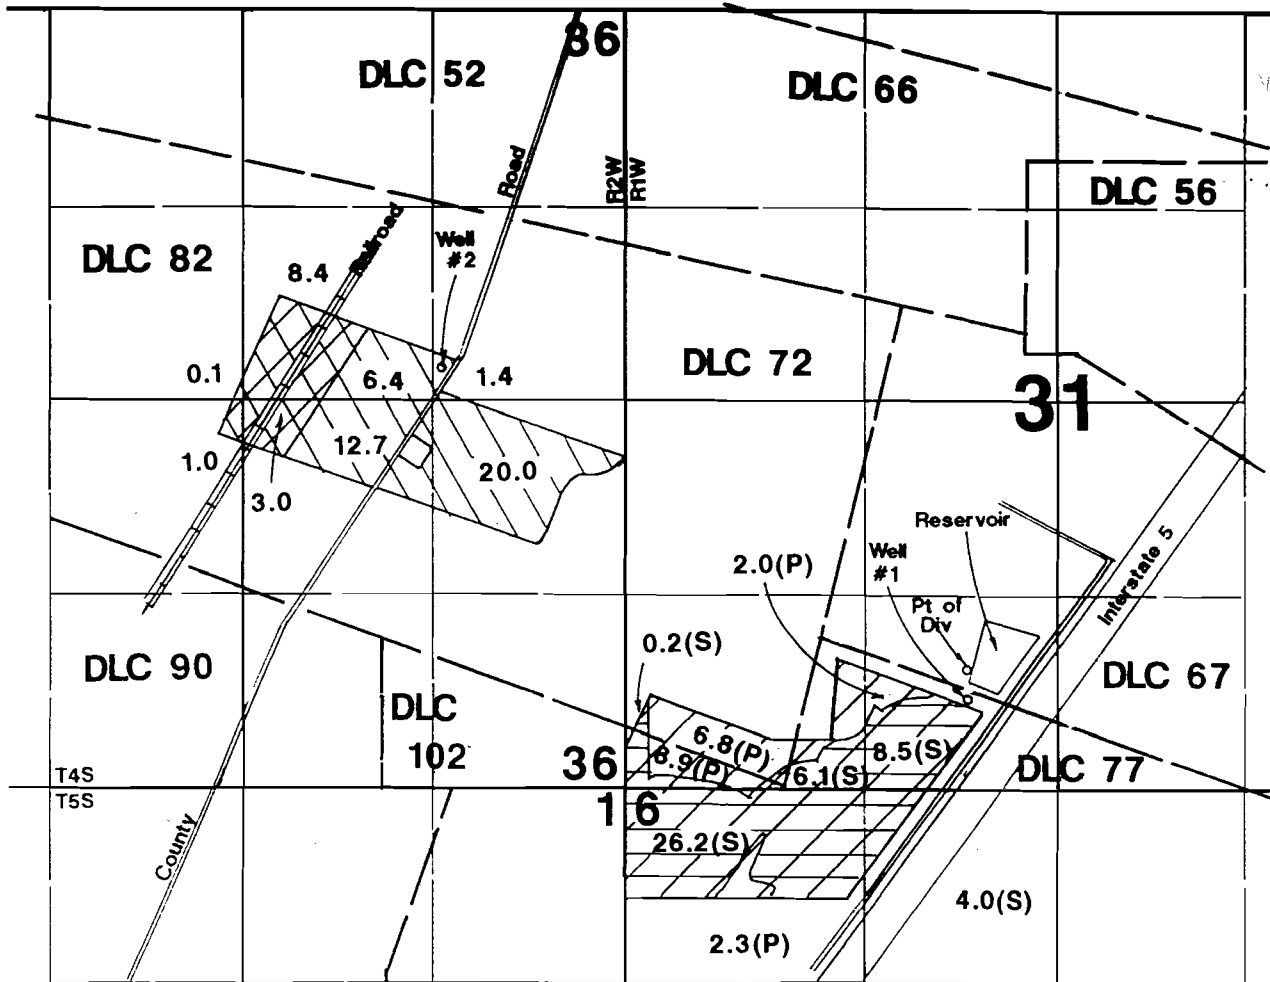 36
DLC 52
DLC 66
Road
R2W
R1W
DLC 56
DLC 82
Railroad
Well
#2
8.4
0.1
6.4
1.4
DLC 72
31
1.0
12.7
20.0
3.0
Reservoir
Interstate 5
2.0(P)
Well
#1
Pt of
Div
0.2(S)
DLC 90
DLC 67
DLC
102
6.8(P)
8.9(P)
8.5(S)
6.1(S)
36
DLC 77
T4S
T5S
1 6
County
26.2(S)
4.0(S)
2.3(P)